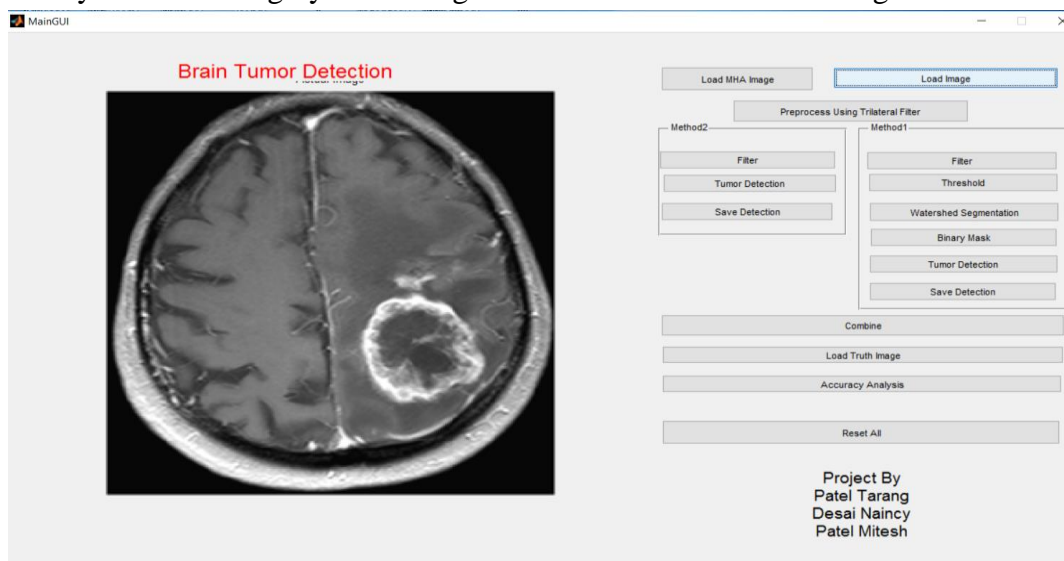 MainGUI
Brain Tumor Detection
Load MHA Image
Load Image
Preprocess Using Trilateral Filter
Method2
Filter
Tumor Detection
Save Detection
Method1
Filter
Threshold
Watershed Segmentation
Binary Mask
Tumor Detection
Save Detection
Combine
Load Truth Image
Accuracy Analysis
Reset All
Project By
Patel Tarang
Desai Naincy
Patel Mitesh